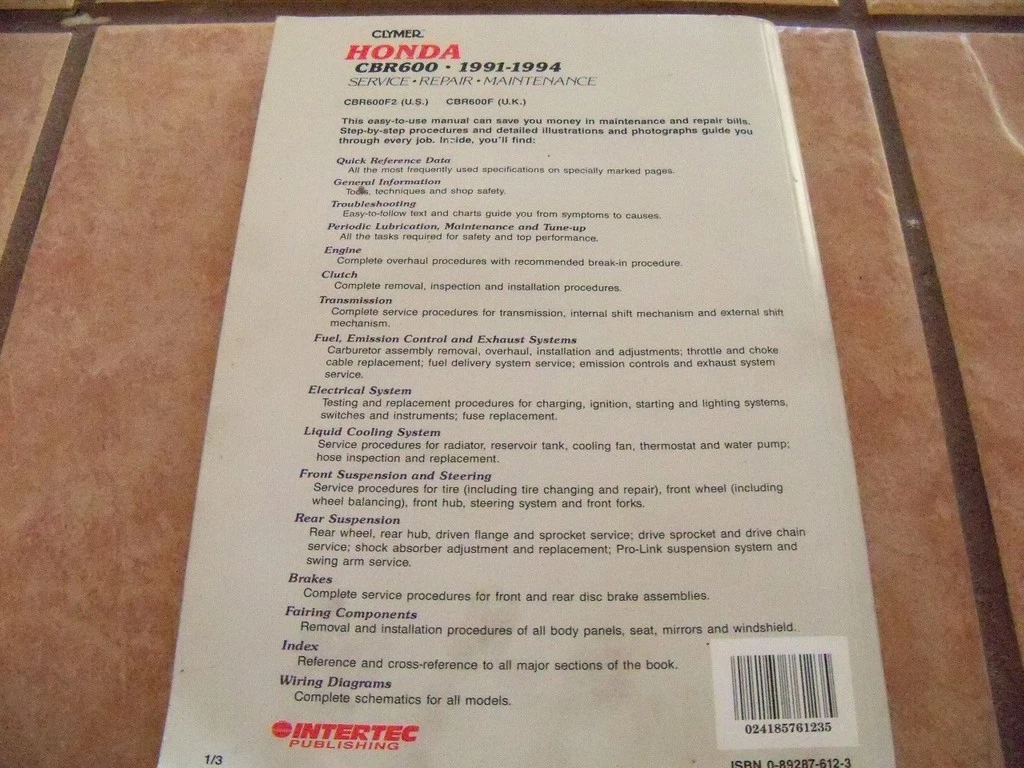 CLYMER
HONDA
CBR600 • 1991-1994
SERVICE • REPAIR • MAINTENANCE
CBR600F2 (U.S.) CBR600F (U.K.)
This easy-to-use manual can save you money in maintenance and repair bills.
Step-by-step procedures and detailed illustrations and photographs guide you
through every job. Inside, you'll find:
Quick Reference Data
All the most frequently used specifications on specially marked pages.
General Information
Tools, techniques and shop safety.
Troubleshooting
Easy-to-follow text and charts guide you from symptoms to causes.
Periodic Lubrication, Maintenance and Tune-up
All the tasks required for safety and top performance.
Engine
Complete overhaul procedures with recommended break-in procedure.
Clutch
Complete removal, inspection and installation procedures.
Transmission
Complete service procedures for transmission, internal shift mechanism and external shift
mechanism.
Fuel, Emission Control and Exhaust Systems
Carburetor assembly removal, overhaul, installation and adjustments; throttle and choke
cable replacement; fuel delivery system service; emission controls and exhaust system
service.
Electrical System
Testing and replacement procedures for charging, ignition, starting and lighting systems,
switches and instruments; fuse replacement.
Liquid Cooling System
Service procedures for radiator, reservoir tank, cooling fan, thermostat and water pump;
hose inspection and replacement.
Front Suspension and Steering
Service procedures for tire (including tire changing and repair), front wheel (including
wheel balancing), front hub, steering system and front forks.
Rear Suspension
Rear wheel, rear hub, driven flange and sprocket service; drive sprocket and drive chain
service; shock absorber adjustment and replacement; Pro-Link suspension system and
swing arm service.
Brakes
Complete service procedures for front and rear disc brake assemblies.
Fairing Components
Removal and installation procedures of all body panels, seat, mirrors and windshield.
Index
Reference and cross-reference to all major sections of the book.
Wiring Diagrams
Complete schematics for all models.
INTERTEC
PUBLISHING
024185761235
1/3
ISBN 0-89287-612-3